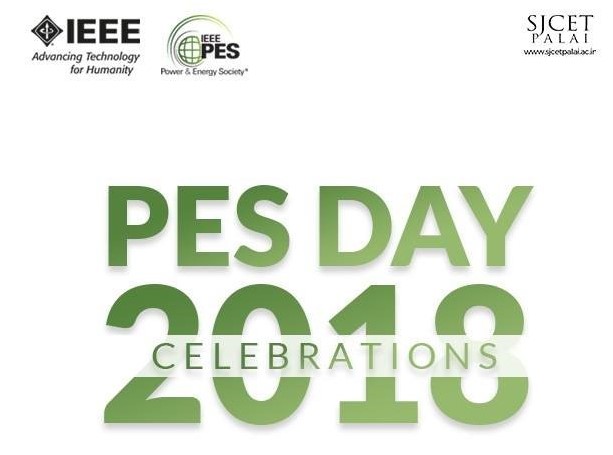 IEEE
Advancing Technology
for Humanity
IEEE
PES
Power & Energy Society®
SJCET
PALAI
www.sjcetpalai.ac.in
PES DAY
2018
CELEBRATIONS